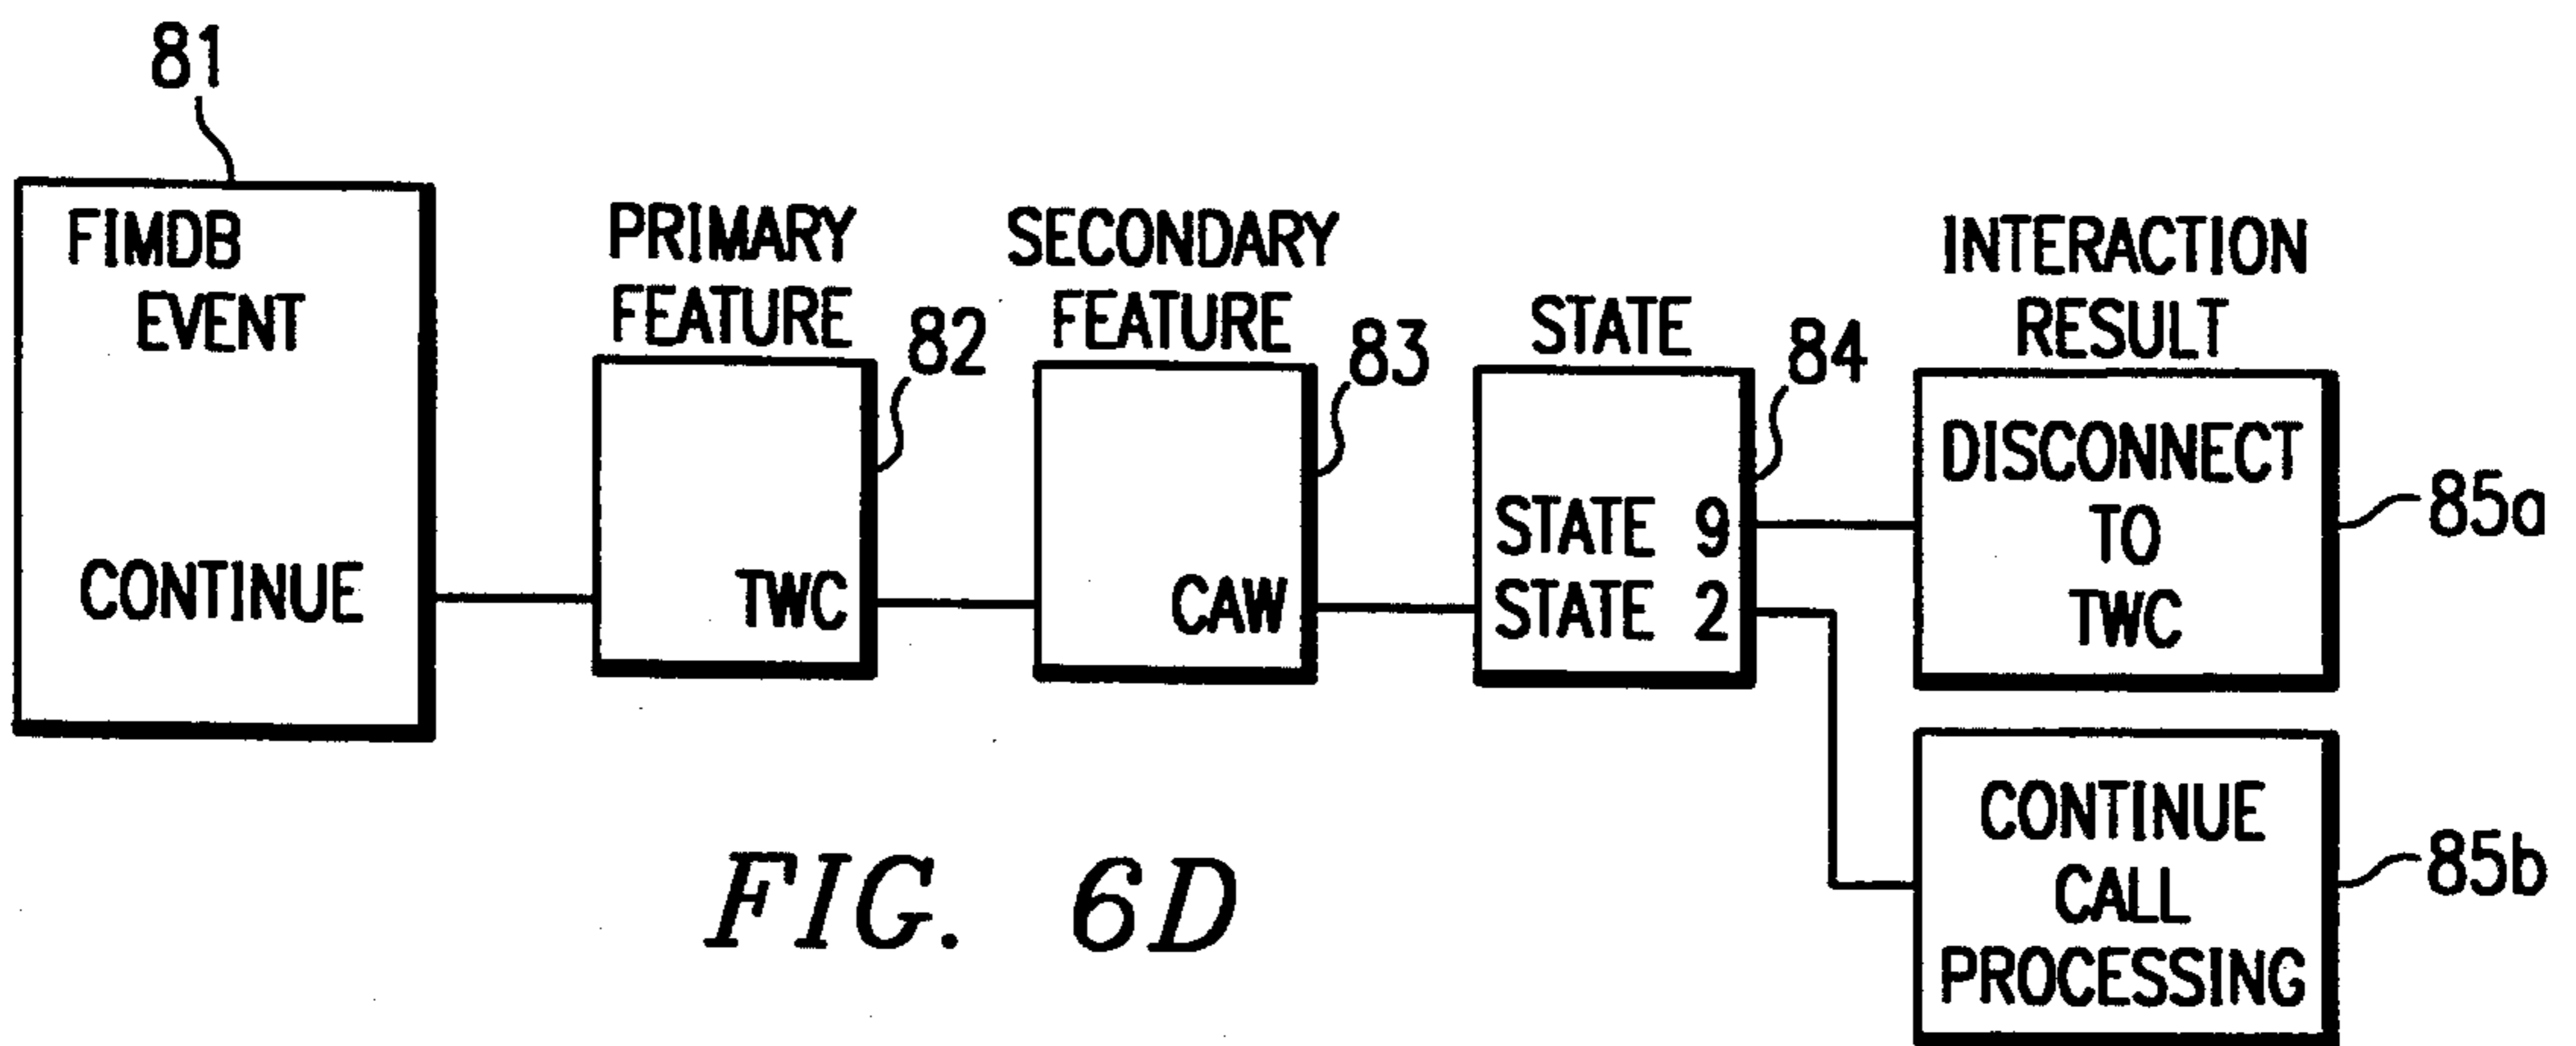 81
FIMDB
EVENT
CONTINUE
PRIMARY
FEATURE
82
TWC
SECONDARY
FEATURE
83
CAW
STATE
84
STATE 9
STATE 2
INTERACTION
RESULT
DISCONNECT
TO
TWC
85a
CONTINUE
CALL
PROCESSING
85b
FIG. 6D